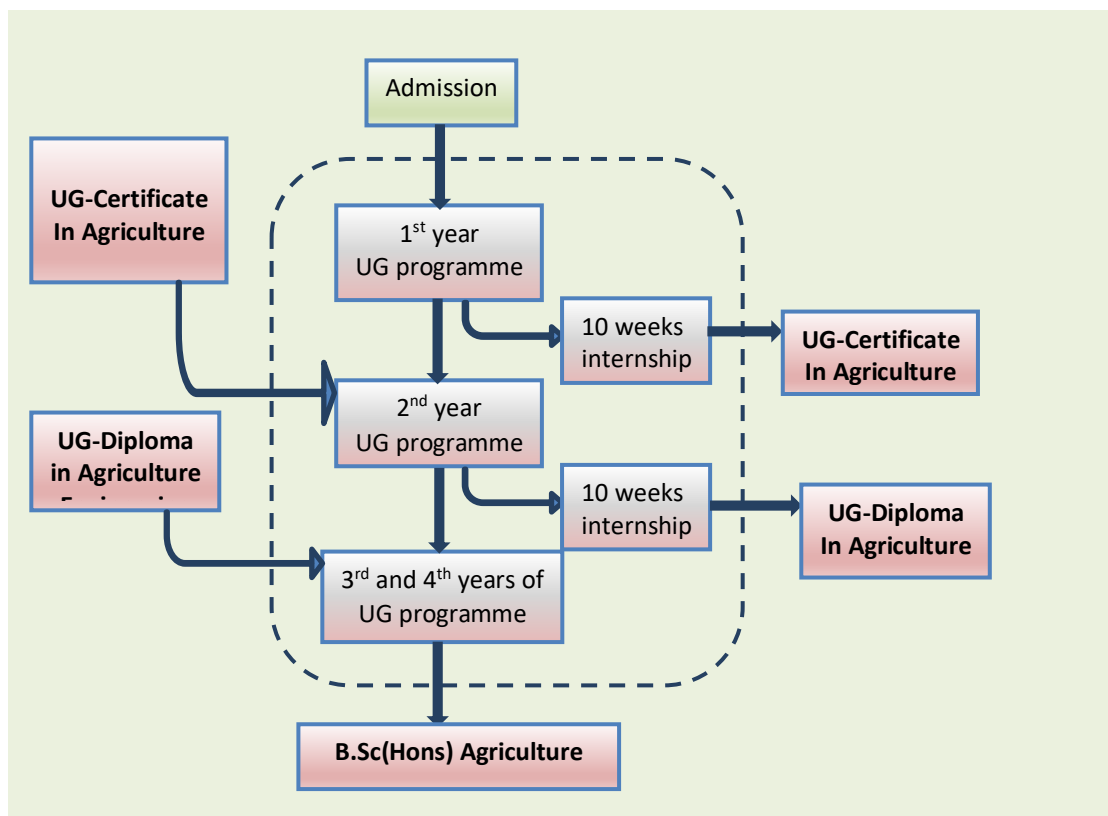 Admission
UG-Certificate
In Agriculture
1st year
UG programme
10 weeks
internship
UG-Certificate
In Agriculture
2nd year
UG programme
UG-Diploma
in Agriculture
10 weeks
internship
UG-Diploma
In Agriculture
3rd and 4th years of
UG programme
B.Sc(Hons) Agriculture